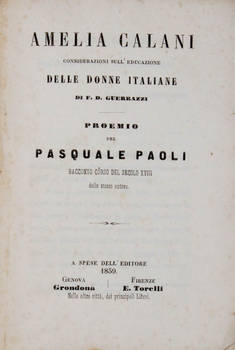 AMELIA CALANI
CONSIDERAZIONI SULL' EDUCAZIONE
DELLE DONNE ITALIANE
DI F. D. GUERRAZZI
PROEMIO
DEL
PASQUALE PAOLI
RACCONTO CÔRSO DEL SECOLO XVIII
dello stesso autore.
A SPESE DELL' EDITORE
1859.
GENOVA
Grondona
FIRENZE
E. Torelli
Nelle altre città, dai principali Librai.